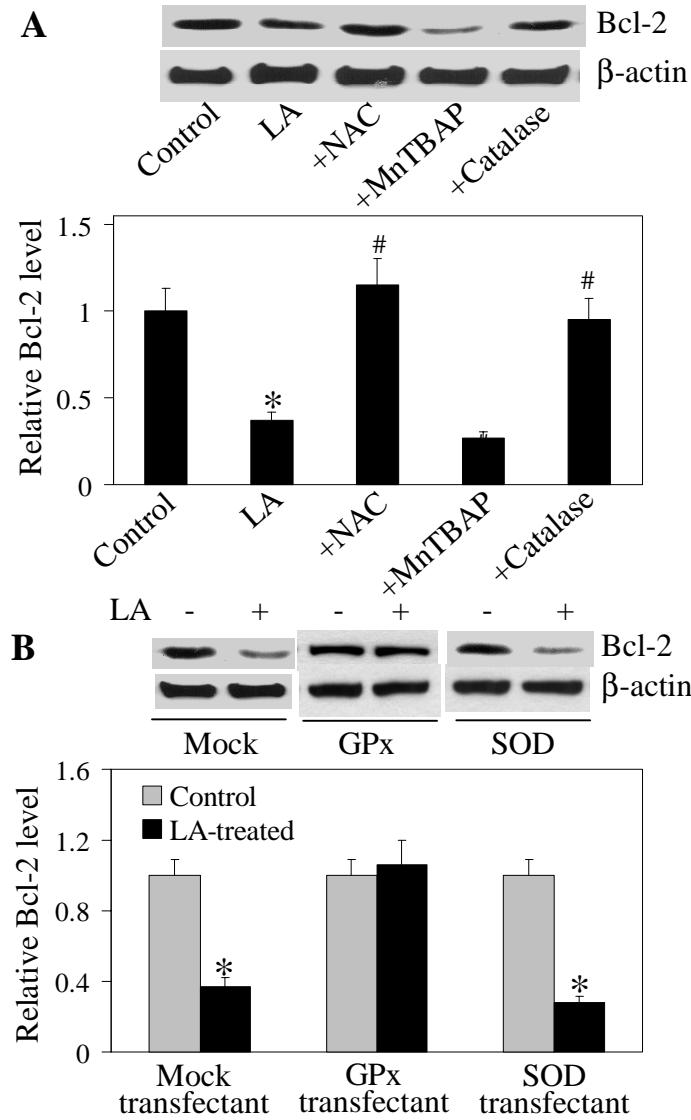 A
Bcl-2
β-actin
Control
LA
+NAC
+MnTBAP
+Catalase
Relative Bcl-2 level
1.5
1
0.5
0
*
#
#
#
Control
LA
+NAC
+MnTBAP
+Catalase
LA - + - + - +
B
Bcl-2
β-actin
Mock GPx SOD
Relative Bcl-2 level
1.6
1.2
0.8
0.4
0
Control
LA-treated
*
*
Mock transfectant
GPx transfectant
SOD transfectant